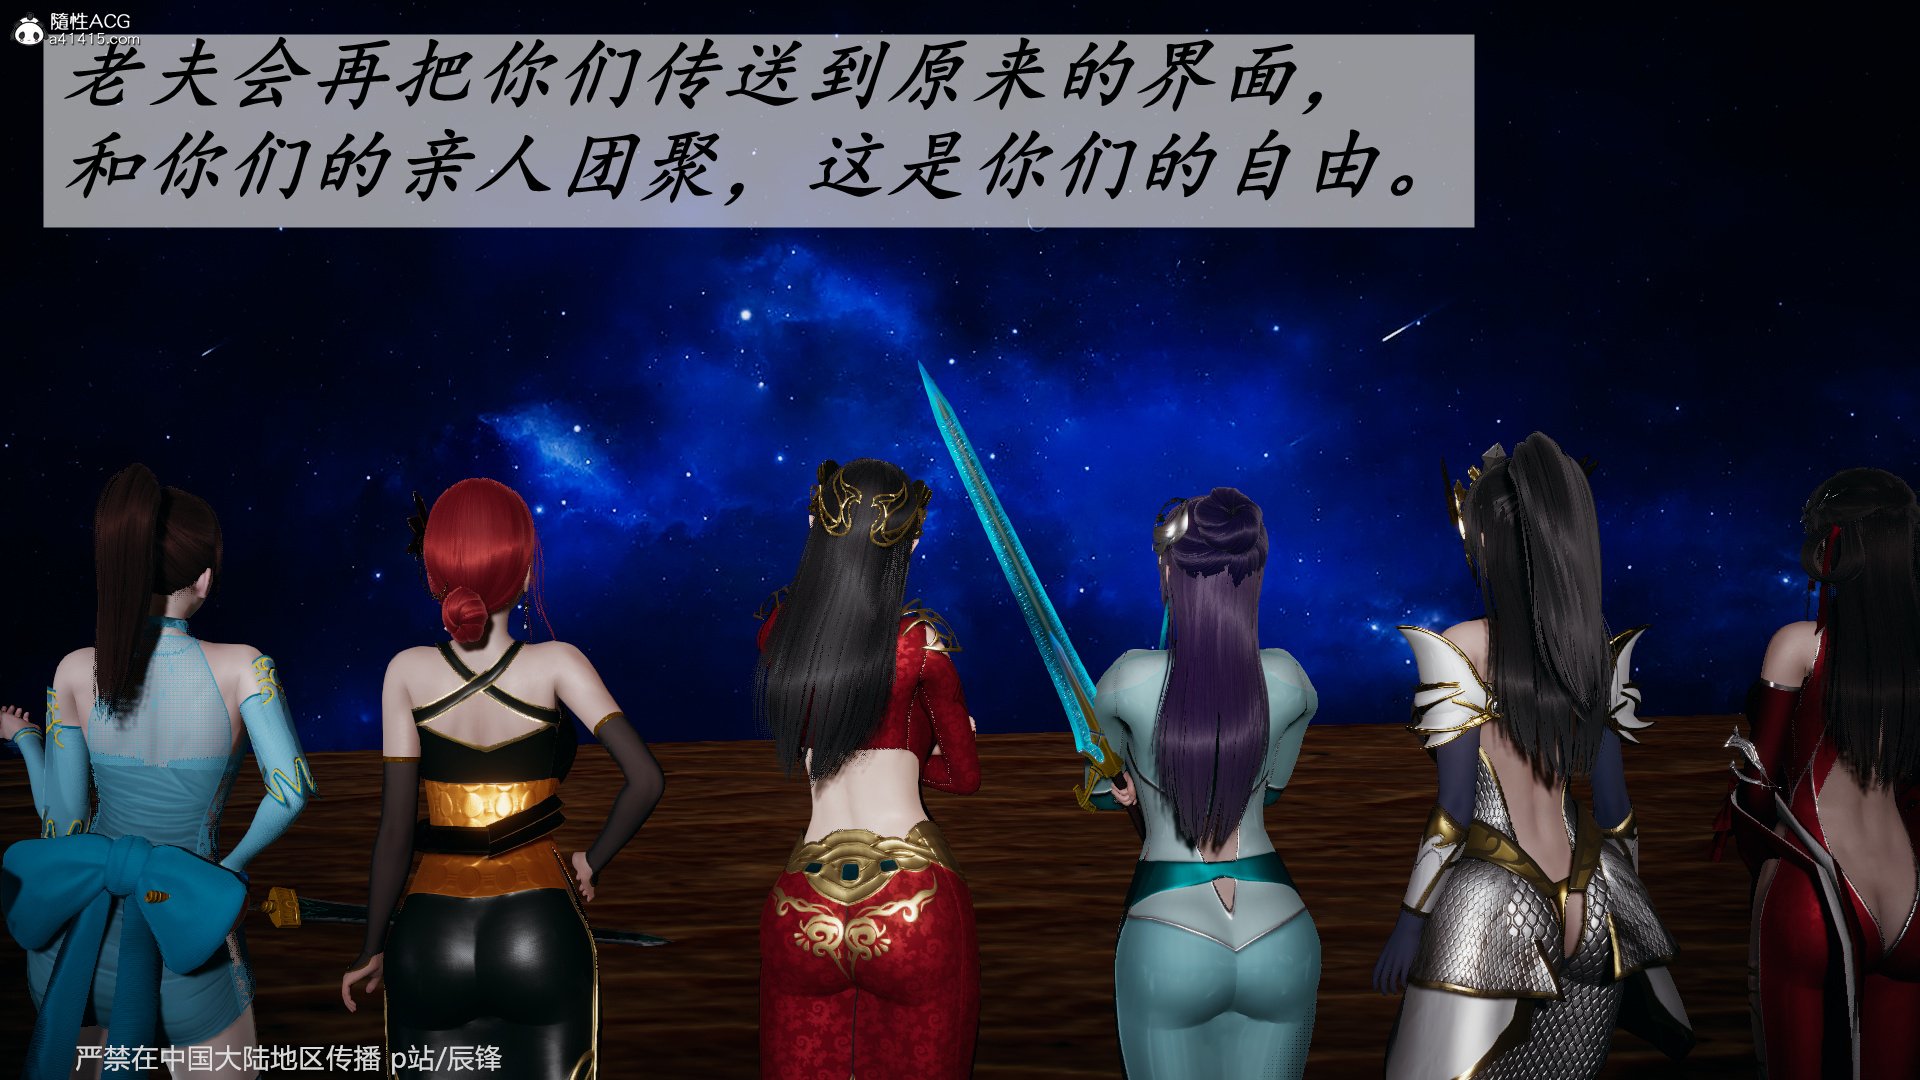 隨性ACG
a41415.com
老夫会再把你们传送到原来的界面，
和你们的亲人团聚，这是你们的自由。
严禁在中国大陆地区传播 p站/辰锋